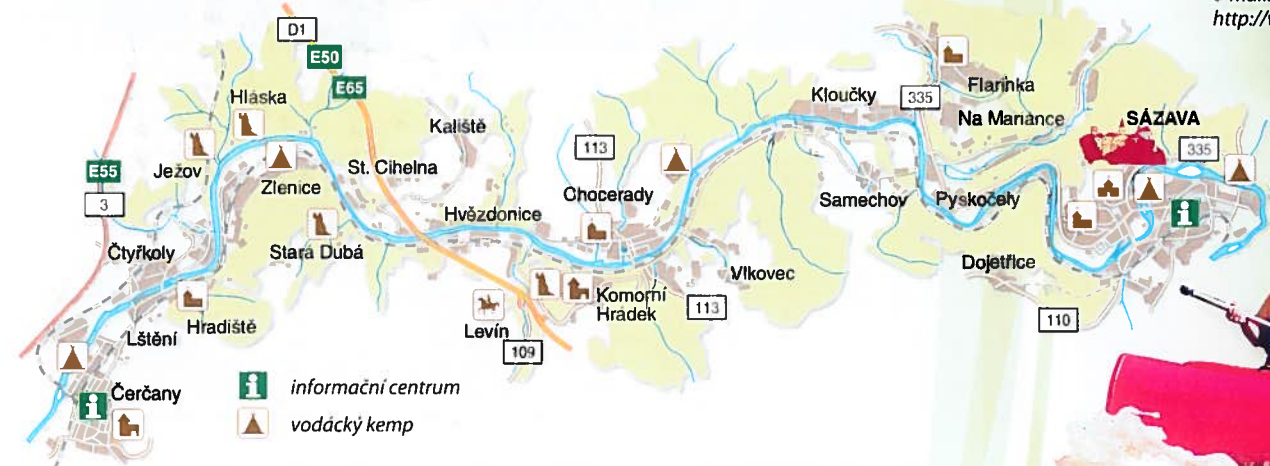 http://
D1
E50
E65
Hláska
Kaliště
Kloučky
335
Flarinka
Na Mariánce
SÁZAVA
335
Ježov
E55
3
Zlenice
St. Cihelna
113
Chocerady
Samechov
Pyskočely
Hvězdonice
Čtyřkoly
Stará Dubá
Vlkovec
Dojetřice
Komorní
Hrádek
113
110
Hradiště
Levín
Lštění
109
Čerčany
informační centrum
vodácký kemp